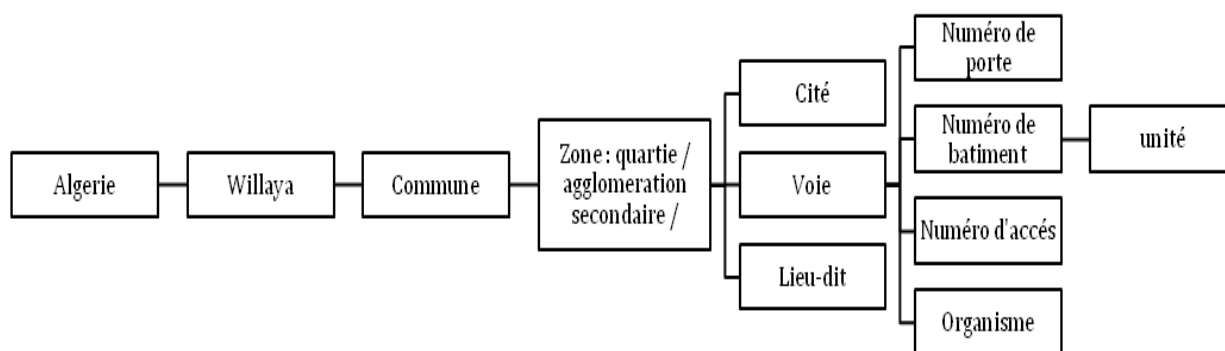 Algerie
Willaya
Commune
Zone : quartie /
agglomeration
secondaire /
Cité
Voie
Lieu-dit
Numéro de
porte
Numéro de
batiment
Numéro d'accés
Organisme
unité